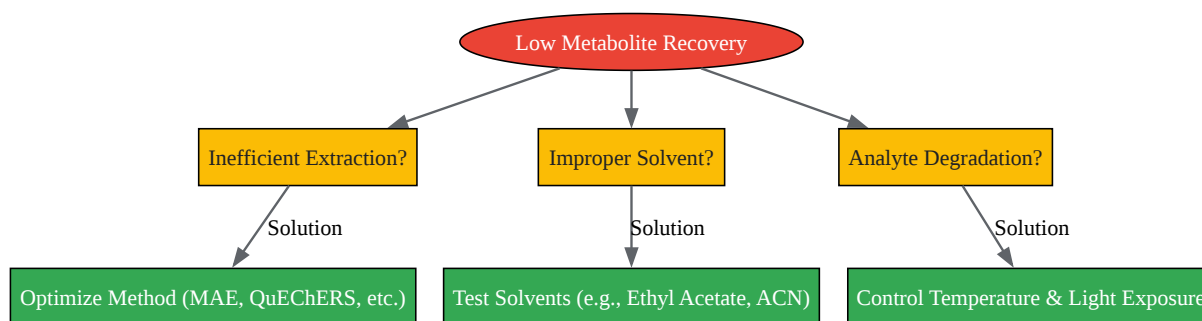 Low Metabolite Recovery
Inefficient Extraction?
Improper Solvent?
Analyte Degradation?
Solution
Solution
Solution
Optimize Method (MAE, QuEChERS, etc.)
Test Solvents (e.g., Ethyl Acetate, ACN)
Control Temperature & Light Exposure